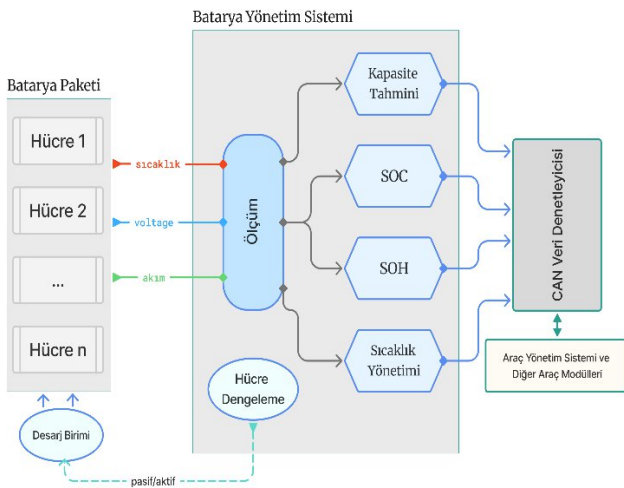 Batarya Yönetim Sistemi
Batarya Paketi
Hücre 1
Hücre 2
...
Hücre n
Desarj Birimi
sıcaklık
voltage
akım
Ölçüm
Hücre
Dengeleme
pasif/aktif
Kapasite
Tahmini
SOC
SOH
Sıcaklık
Yönetimi
CAN Veri Denetleyicisi
Araç Yönetim Sistemi ve
Diğer Araç Modülleri